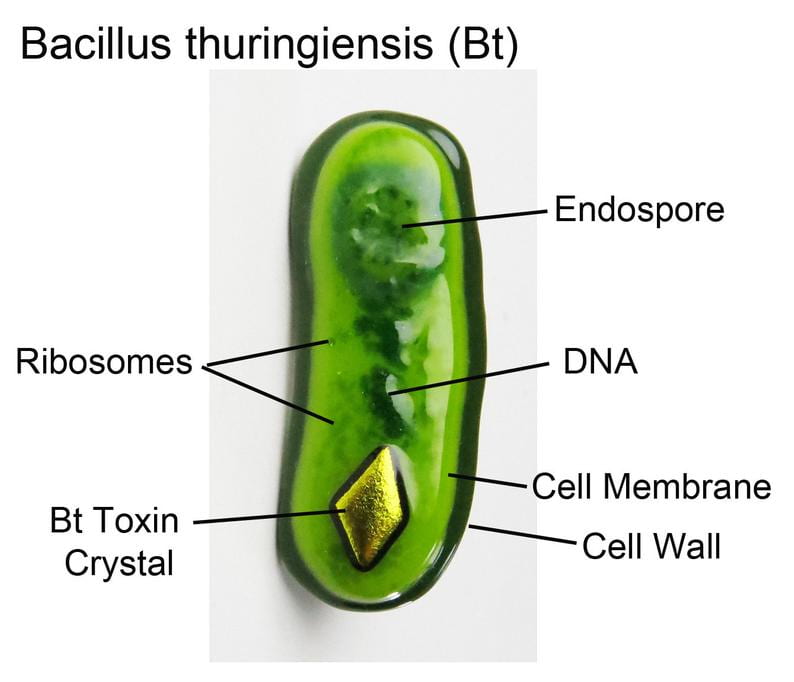 Bacillus thuringiensis (Bt)
Endospore
Ribosomes
DNA
Cell Membrane
Bt Toxin
Crystal
Cell Wall